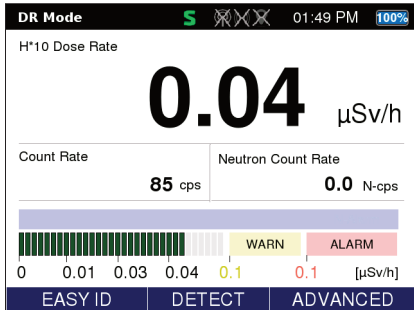 DR Mode S 01:49 PM 100%
H*10 Dose Rate
0.04 µSv/h
Count Rate Neutron Count Rate
85 cps 0.0 N-cps
WARN ALARM
0 0.01 0.03 0.04 0.1 0.1 [µSv/h]
EASY ID DETECT ADVANCED